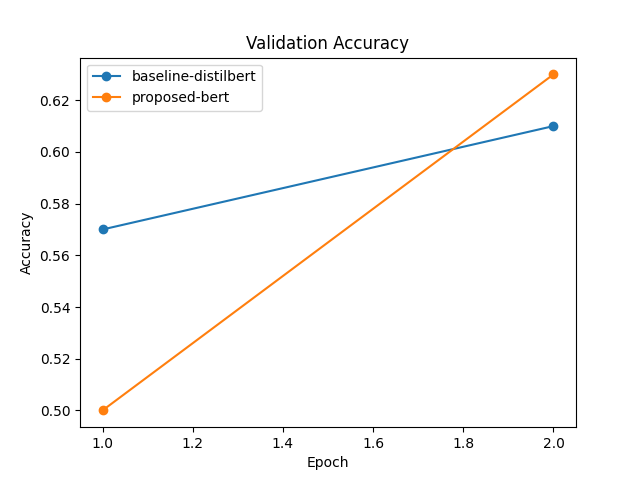 Validation Accuracy
baseline-distilbert
proposed-bert
0.62
0.60
0.58
0.56
0.54
0.52
0.50
Accuracy
1.0 1.2 1.4 1.6 1.8 2.0
Epoch